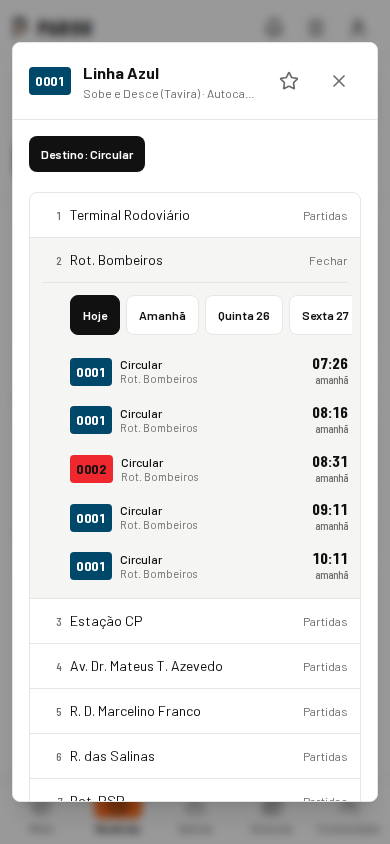 0001
Linha Azul
Sobe e Desce (Tavira) · Autoca...
Destino: Circular
1 Terminal Rodoviário Partidas
2 Rot. Bombeiros Fechar
Hoje Amanhã Quinta 26 Sexta 27
0001 Circular 07:26
Rot. Bombeiros amanhã
0001 Circular 08:16
Rot. Bombeiros amanhã
0002 Circular 08:31
Rot. Bombeiros amanhã
0001 Circular 09:11
Rot. Bombeiros amanhã
0001 Circular 10:11
Rot. Bombeiros amanhã
3 Estação CP Partidas
4 Av. Dr. Mateus T. Azevedo Partidas
5 R. D. Marcelino Franco Partidas
6 R. das Salinas Partidas
7 Rot. PSP Partidas